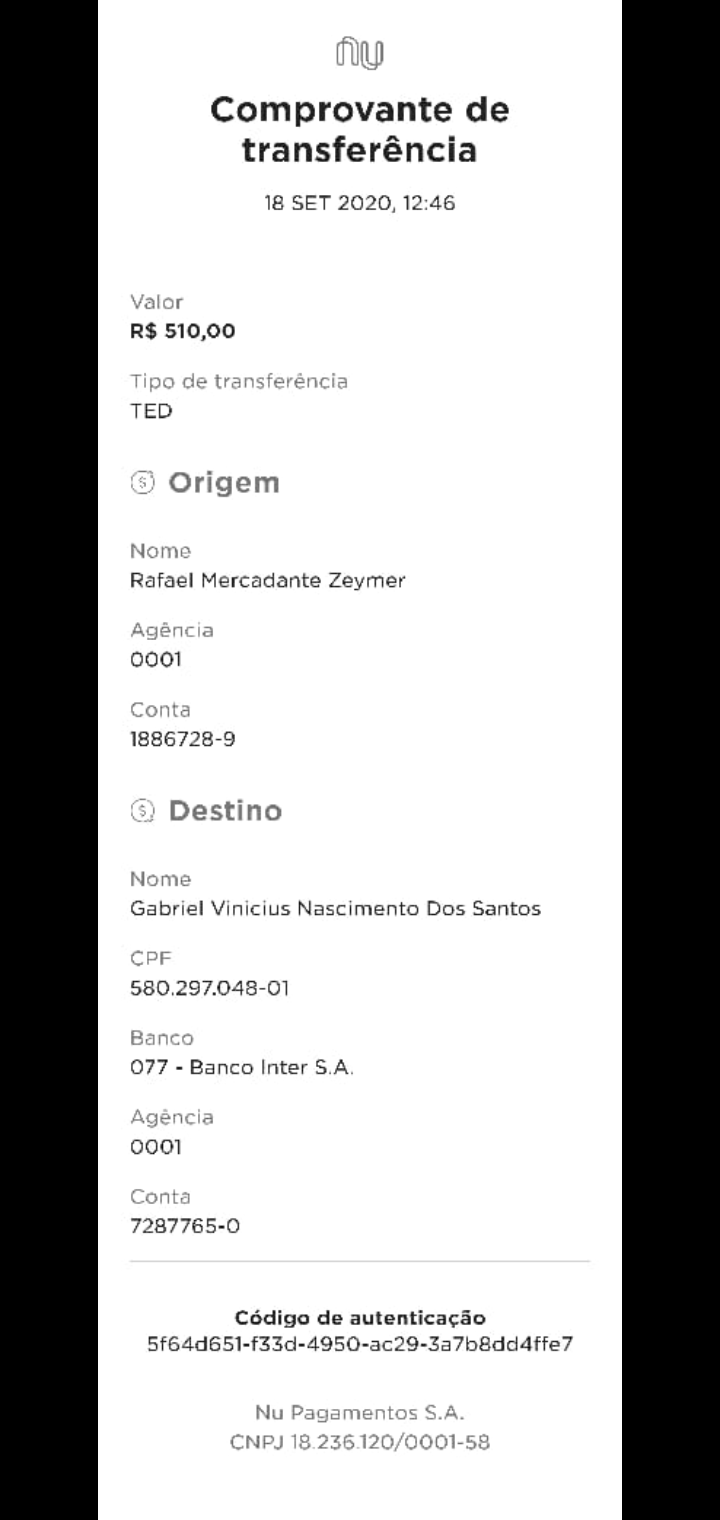 nu
Comprovante de
transferência
18 SET 2020, 12:46
Valor
R$ 510,00
Tipo de transferência
TED
Origem
Nome
Rafael Mercadante Zeymer
Agência
0001
Conta
1886728-9
Destino
Nome
Gabriel Vinicius Nascimento Dos Santos
CPF
580.297.048-01
Banco
077 - Banco Inter S.A.
Agência
0001
Conta
7287765-0
Código de autenticação
5f64d651-f33d-4950-ac29-3a7b8dd4ffe7
Nu Pagamentos S.A.
CNPJ 18.236.120/0001-58